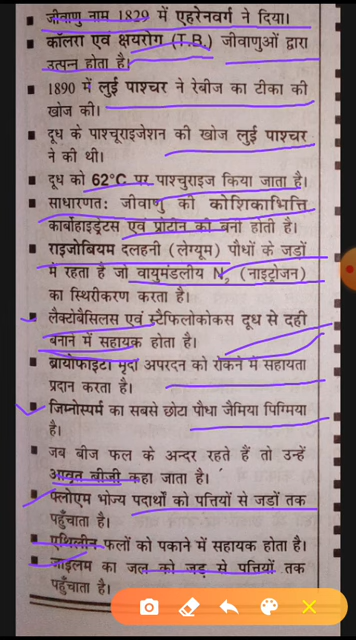 जीवाणु नाम 1829 में एहरेनवर्ग ने दिया।
कॉलरा एवं क्षयरोग (T.B.) जीवाणुओं द्वारा
उत्पन्न होता है।
1890 में लुई पाश्चर ने रेबीज का टीका की
खोज की।
दूध के पाश्चूराइजेशन की खोज लुई पाश्चर
ने की थी।
दूध को 62°C पर पाश्चुराइज किया जाता है।
साधारणतः जीवाणु की कोशिकाभित्ति
कार्बोहाइड्रेटस एवं प्रोटीन की बनी होती है।
राइजोबियम दलहनी (लेग्यूम) पौधों के जड़ों
में रहता है जो वायुमंडलीय N₂ (नाइट्रोजन)
का स्थिरीकरण करता है।
लैक्टोबैसिलस एवं स्टैफिलोकोकस दूध से दही
बनाने में सहायक होता है।
ब्रायोफाइटा मृदा अपरदन को रोकने में सहायता
प्रदान करता है।
जिम्नोस्पर्म का सबसे छोटा पौधा जैमिया पिग्मिया
है।
जब बीज फल के अन्दर रहते हैं तो उन्हें
आवृत बीजी कहा जाता है।
फ्लोएम भोज्य पदार्थों को पत्तियों से जड़ों तक
पहुँचाता है।
एथिलीन फलों को पकाने में सहायक होता है।
जाइलम का जल को जड़ से पत्तियों तक
पहुँचाता है।